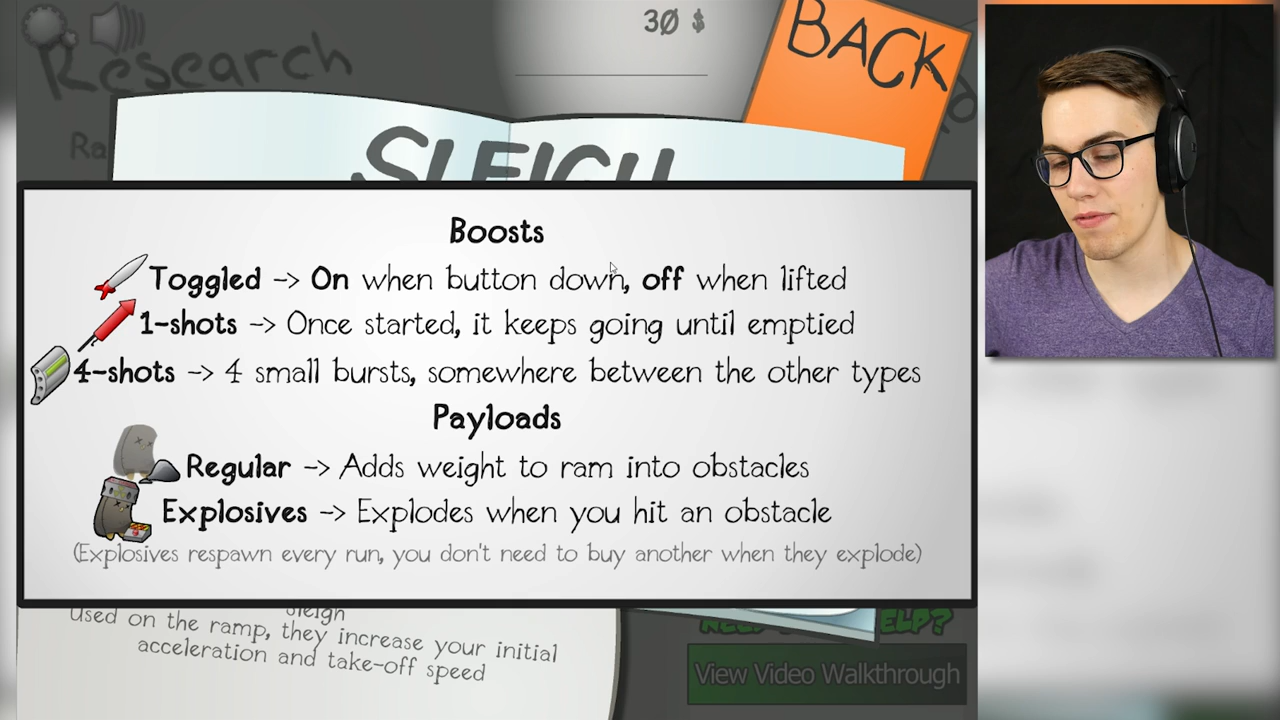 Research
30 $
BACK
Ra
SLEIGH
Boosts
Toggled -> On when button down, off when lifted
1-shots -> Once started, it keeps going until emptied
4-shots -> 4 small bursts, somewhere between the other types
Payloads
Regular -> Adds weight to ram into obstacles
Explosives -> Explodes when you hit an obstacle
(Explosives respawn every run, you don't need to buy another when they explode)
sleigh
Used on the ramp, they increase your initial
acceleration and take-off speed
View Video Walkthrough